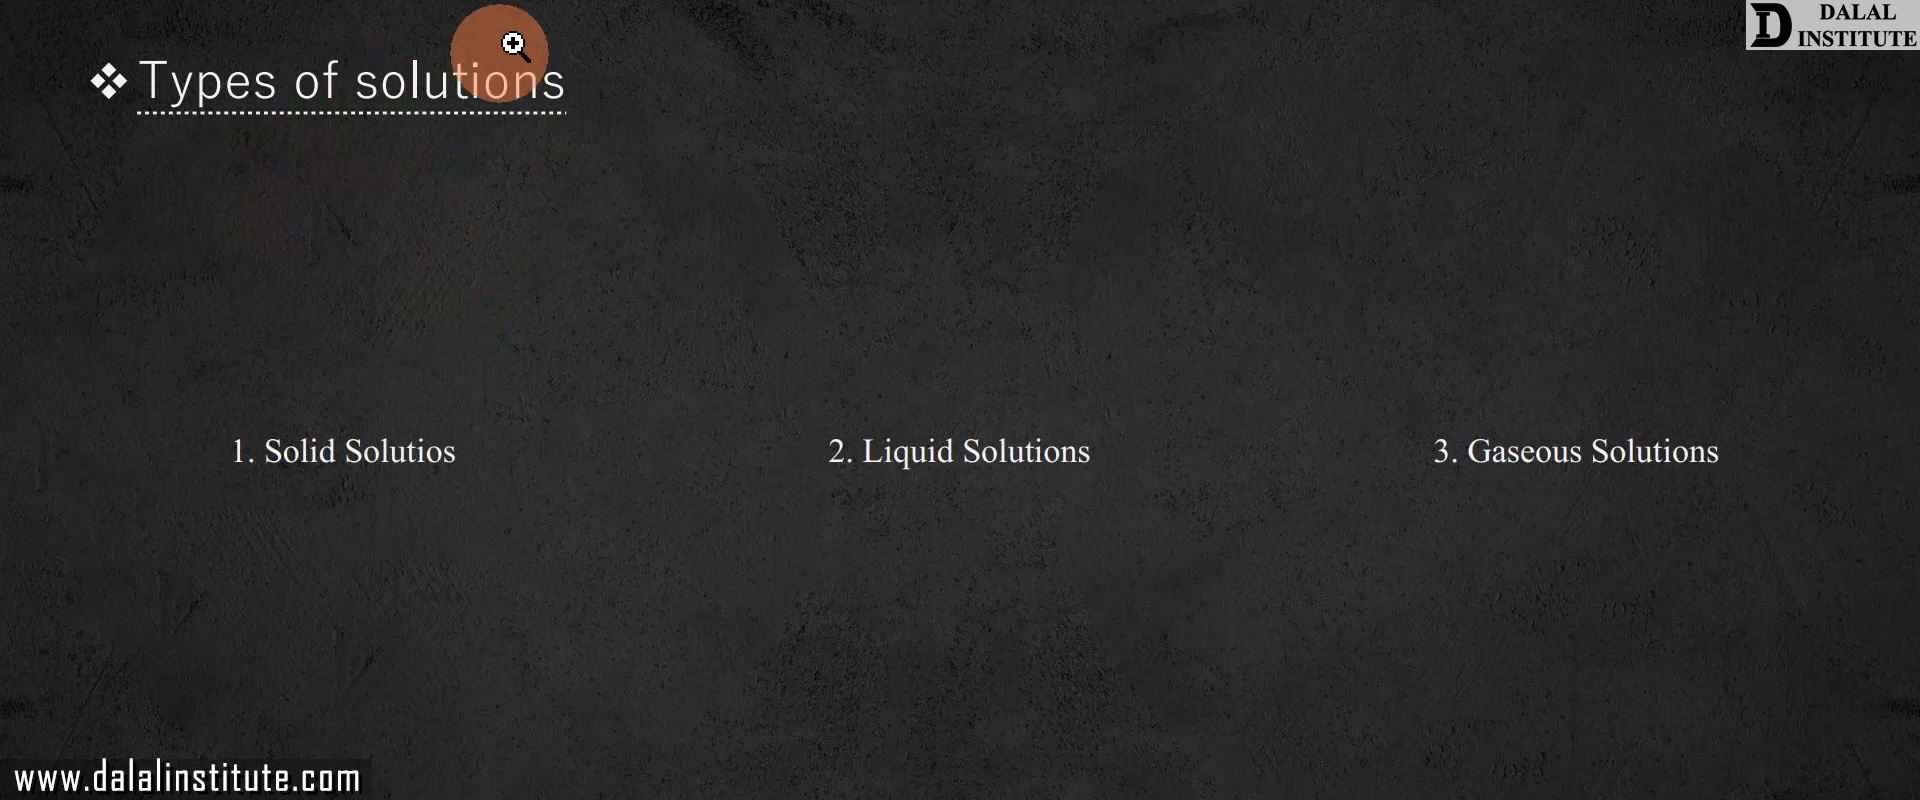 DALAL
INSTITUTE
❖ Types of solutions
1. Solid Solutios
2. Liquid Solutions
3. Gaseous Solutions
www.dalalinstitute.com